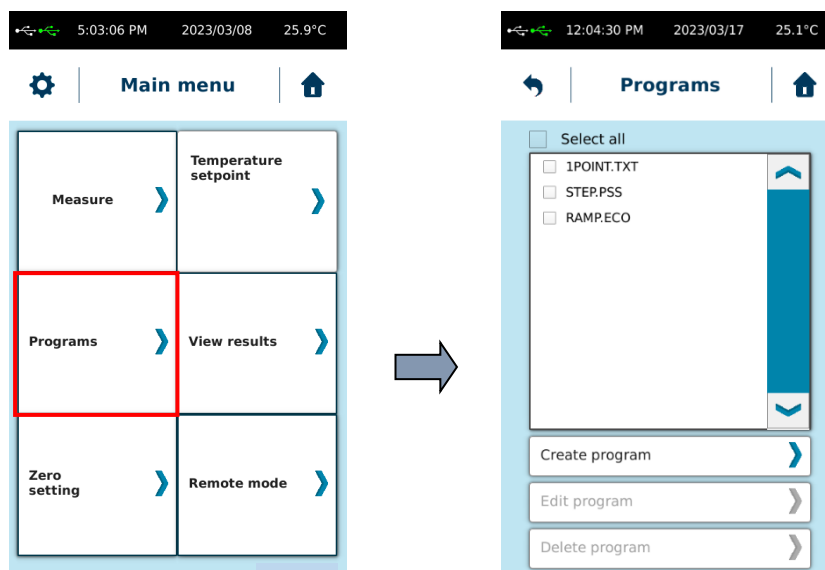 5:03:06 PM 2023/03/08 25.9°C
Main menu
Measure
Temperature
setpoint
Programs
View results
Zero
setting
Remote mode
12:04:30 PM 2023/03/17 25.1°C
Programs
Select all
1POINT.TXT
STEP.PSS
RAMP.ECO
Create program
Edit program
Delete program